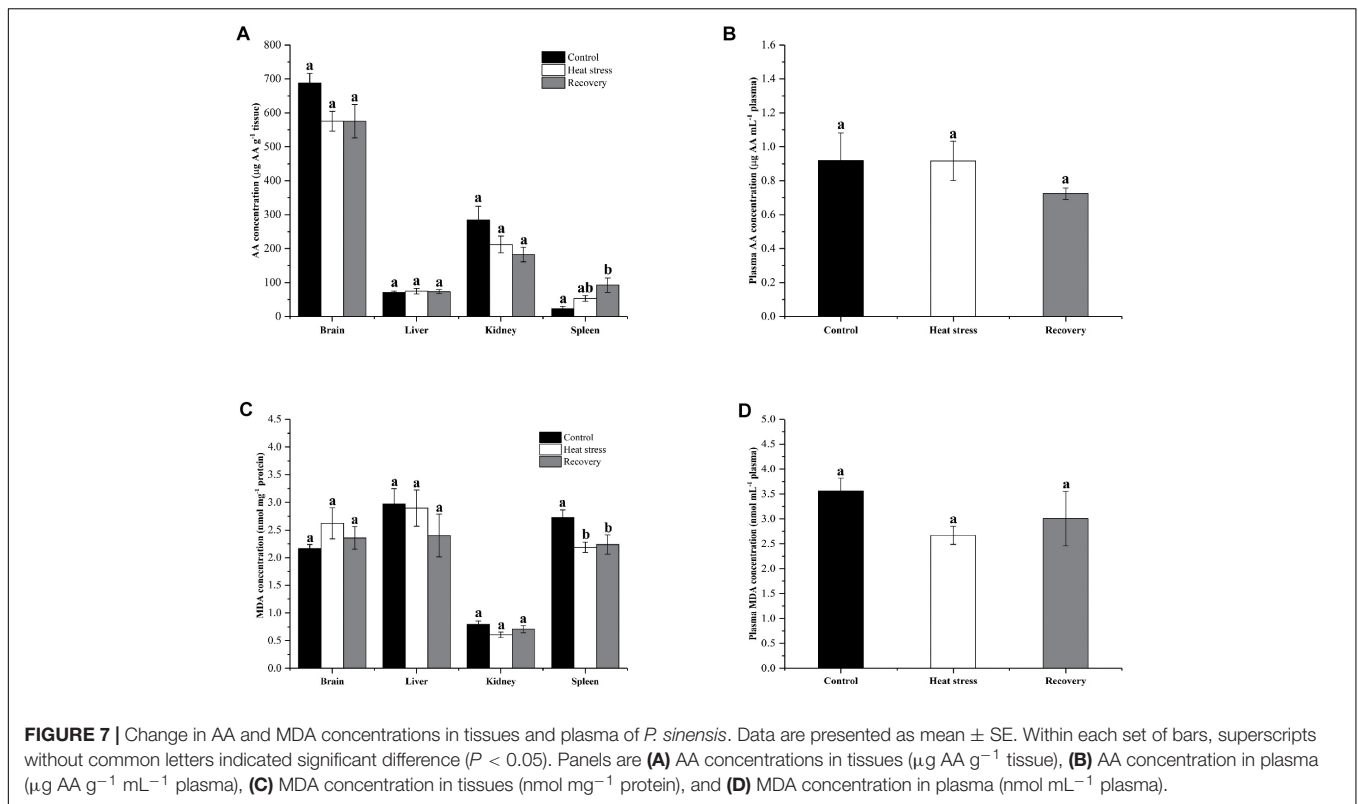 A
AA concentration (µg AA g⁻¹ tissue)
800
700
600
500
400
300
200
100
0
Control
Heat stress
Recovery
a
a
a
a
a
a
a
a
a
a
ab
b
Brain
Liver
Kidney
Spleen
B
Plasma AA concentration (µg AA mL⁻¹ plasma)
1.6
1.4
1.2
1.0
0.8
0.6
0.4
0.2
0.0
a
a
a
Control
Heat stress
Recovery
C
MDA concentration (nmol mg⁻¹ protein)
4.5
4.0
3.5
3.0
2.5
2.0
1.5
1.0
0.5
0.0
Control
Heat stress
Recovery
a
a
a
a
a
a
a
a
a
a
b
b
Brain
Liver
Kidney
Spleen
D
Plasma MDA concentration (nmol mL⁻¹ plasma)
5.0
4.5
4.0
3.5
3.0
2.5
2.0
1.5
1.0
0.5
0.0
a
a
a
Control
Heat stress
Recovery
FIGURE 7 | Change in AA and MDA concentrations in tissues and plasma of P. sinensis. Data are presented as mean ± SE. Within each set of bars, superscripts
without common letters indicated significant difference (P < 0.05). Panels are (A) AA concentrations in tissues (µg AA g⁻¹ tissue), (B) AA concentration in plasma
(µg AA g⁻¹ mL⁻¹ plasma), (C) MDA concentration in tissues (nmol mg⁻¹ protein), and (D) MDA concentration in plasma (nmol mL⁻¹ plasma).